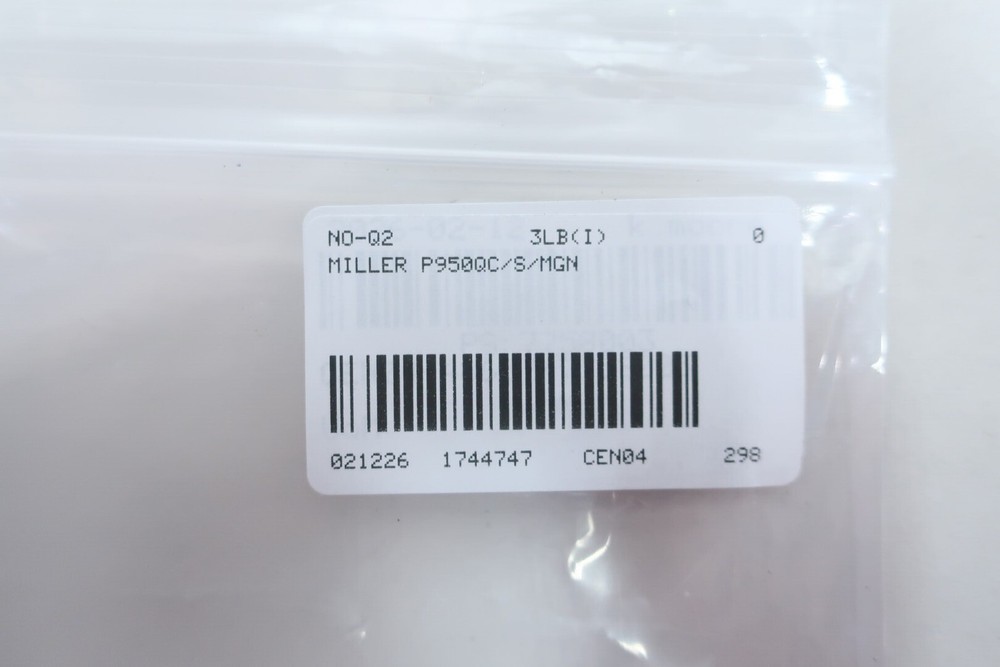 NO-Q2 3LB(I) 0
MILLER P950QC/S/MGN
021226 1744747 CEN04 298